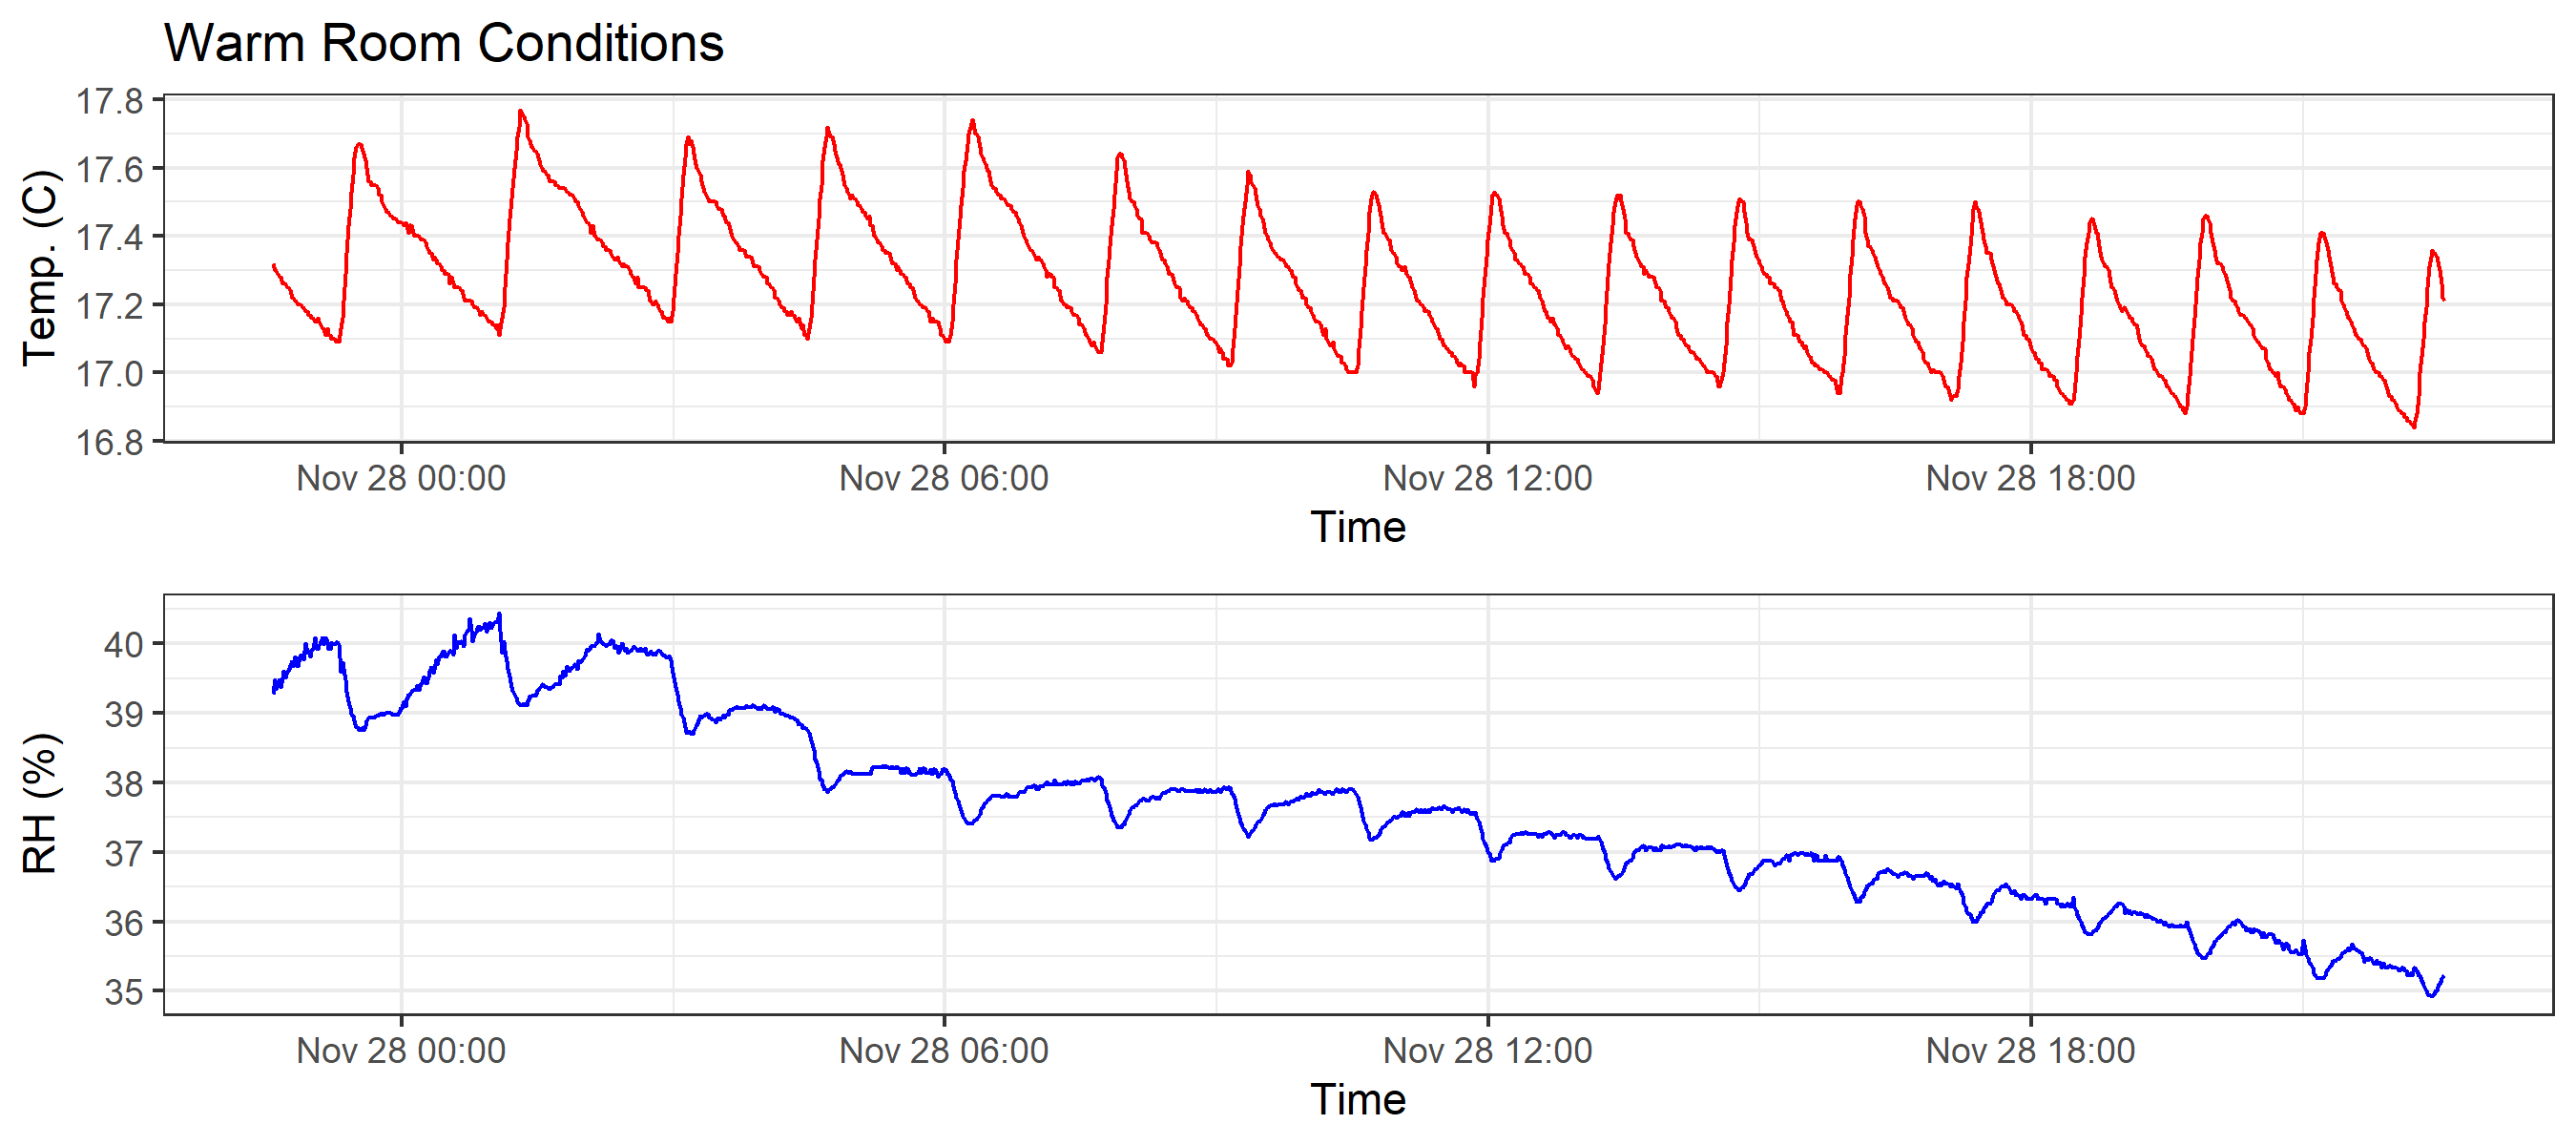 Warm Room Conditions
Temp. (C)
17.8
17.6
17.4
17.2
17.0
16.8
Nov 28 00:00 Nov 28 06:00 Nov 28 12:00 Nov 28 18:00
Time
RH (%)
40
39
38
37
36
35
Nov 28 00:00 Nov 28 06:00 Nov 28 12:00 Nov 28 18:00
Time